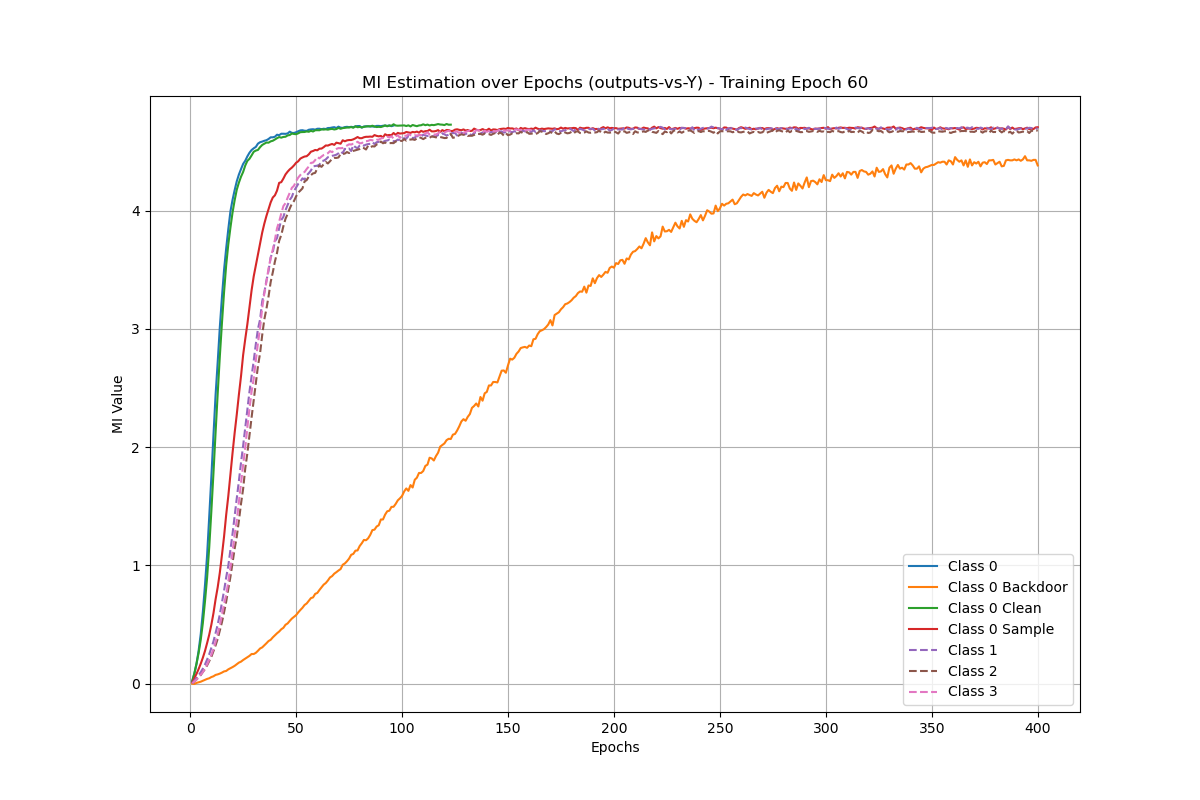 MI Estimation over Epochs (outputs-vs-Y) - Training Epoch 60
MI Value
4
3
2
1
0
0 50 100 150 200 250 300 350 400
Epochs
Class 0
Class 0 Backdoor
Class 0 Clean
Class 0 Sample
Class 1
Class 2
Class 3